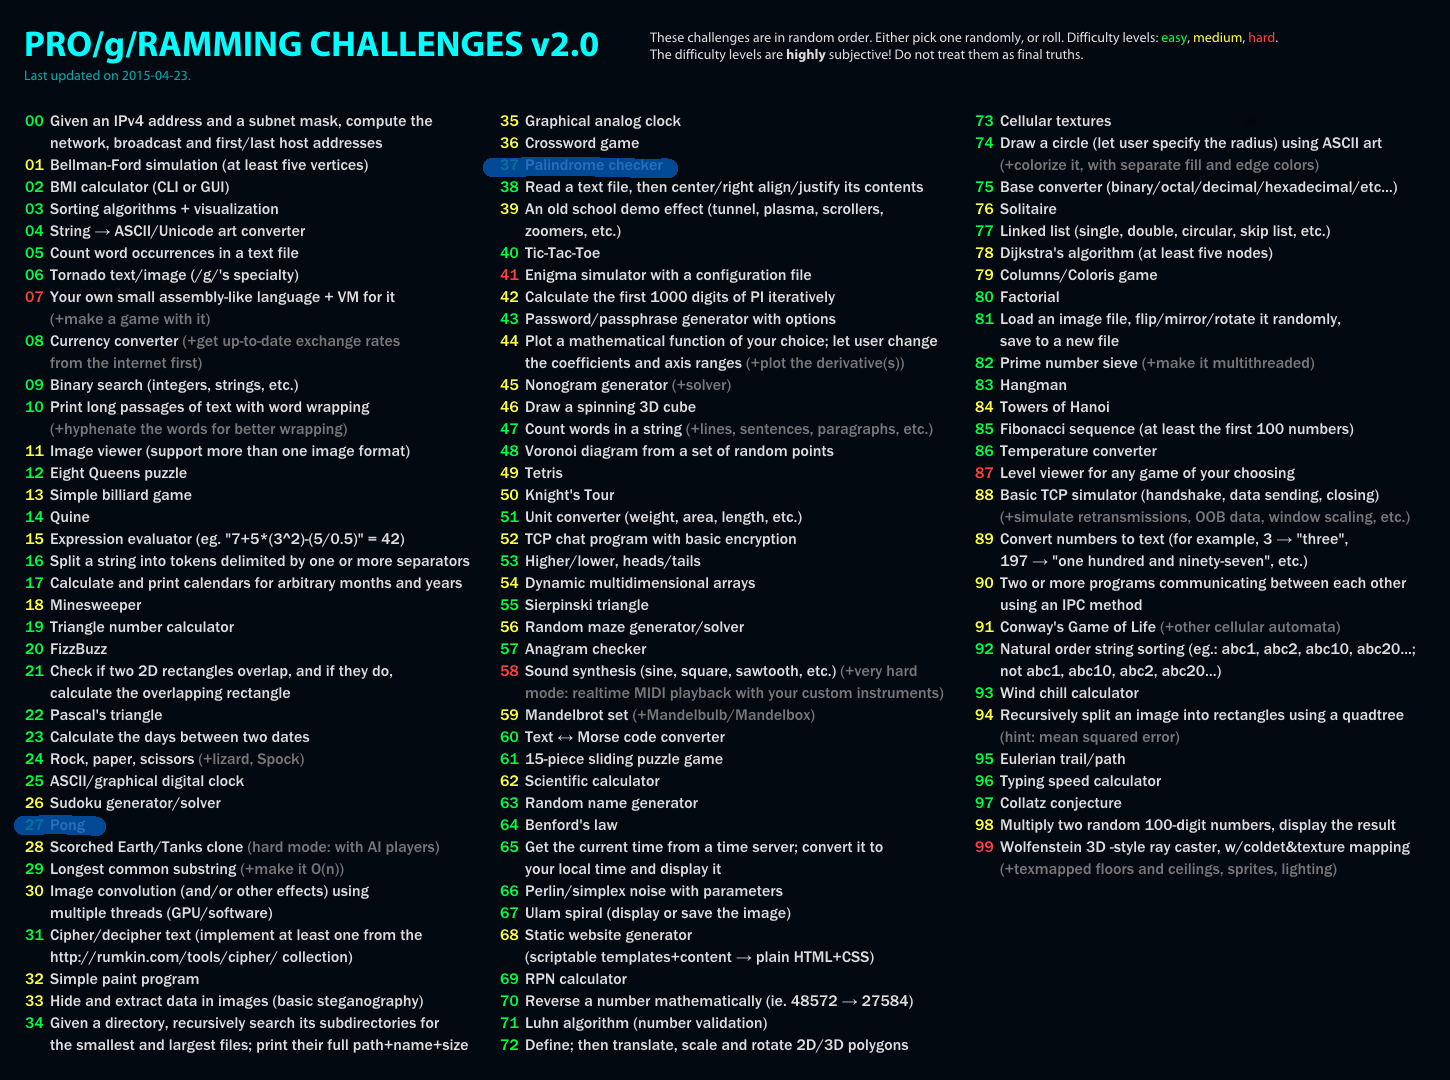 PRO/g/RAMMING CHALLENGES v2.0
Last updated on 2015-04-23.
These challenges are in random order. Either pick one randomly, or roll. Difficulty levels: easy, medium, hard.
The difficulty levels are highly subjective! Do not treat them as final truths.
00 Given an IPv4 address and a subnet mask, compute the
network, broadcast and first/last host addresses
01 Bellman-Ford simulation (at least five vertices)
02 BMI calculator (CLI or GUI)
03 Sorting algorithms + visualization
04 String → ASCII/Unicode art converter
05 Count word occurrences in a text file
06 Tornado text/image (/g/'s specialty)
07 Your own small assembly-like language + VM for it
(+make a game with it)
08 Currency converter (+get up-to-date exchange rates
from the internet first)
09 Binary search (integers, strings, etc.)
10 Print long passages of text with word wrapping
(+hyphenate the words for better wrapping)
11 Image viewer (support more than one image format)
12 Eight Queens puzzle
13 Simple billiard game
14 Quine
15 Expression evaluator (eg. "7+5*(3^2)-(5/0.5)" = 42)
16 Split a string into tokens delimited by one or more separators
17 Calculate and print calendars for arbitrary months and years
18 Minesweeper
19 Triangle number calculator
20 FizzBuzz
21 Check if two 2D rectangles overlap, and if they do,
calculate the overlapping rectangle
22 Pascal's triangle
23 Calculate the days between two dates
24 Rock, paper, scissors (+lizard, Spock)
25 ASCII/graphical digital clock
26 Sudoku generator/solver
27 Pong
28 Scorched Earth/Tanks clone (hard mode: with AI players)
29 Longest common substring (+make it O(n))
30 Image convolution (and/or other effects) using
multiple threads (GPU/software)
31 Cipher/decipher text (implement at least one from the
http://rumkin.com/tools/cipher/ collection)
32 Simple paint program
33 Hide and extract data in images (basic steganography)
34 Given a directory, recursively search its subdirectories for
the smallest and largest files; print their full path+name+size
35 Graphical analog clock
36 Crossword game
37 Palindrome checker
38 Read a text file, then center/right align/justify its contents
39 An old school demo effect (tunnel, plasma, scrollers,
zoomers, etc.)
40 Tic-Tac-Toe
41 Enigma simulator with a configuration file
42 Calculate the first 1000 digits of PI iteratively
43 Password/passphrase generator with options
44 Plot a mathematical function of your choice; let user change
the coefficients and axis ranges (+plot the derivative(s))
45 Nonogram generator (+solver)
46 Draw a spinning 3D cube
47 Count words in a string (+lines, sentences, paragraphs, etc.)
48 Voronoi diagram from a set of random points
49 Tetris
50 Knight's Tour
51 Unit converter (weight, area, length, etc.)
52 TCP chat program with basic encryption
53 Higher/lower, heads/tails
54 Dynamic multidimensional arrays
55 Sierpinski triangle
56 Random maze generator/solver
57 Anagram checker
58 Sound synthesis (sine, square, sawtooth, etc.) (+very hard
mode: realtime MIDI playback with your custom instruments)
59 Mandelbrot set (+Mandelbulb/Mandelbox)
60 Text ↔ Morse code converter
61 15-piece sliding puzzle game
62 Scientific calculator
63 Random name generator
64 Benford's law
65 Get the current time from a time server; convert it to
your local time and display it
66 Perlin/simplex noise with parameters
67 Ulam spiral (display or save the image)
68 Static website generator
(scriptable templates+content → plain HTML+CSS)
69 RPN calculator
70 Reverse a number mathematically (ie. 48572 → 27584)
71 Luhn algorithm (number validation)
72 Define; then translate, scale and rotate 2D/3D polygons
73 Cellular textures
74 Draw a circle (let user specify the radius) using ASCII art
(+colorize it, with separate fill and edge colors)
75 Base converter (binary/octal/decimal/hexadecimal/etc...)
76 Solitaire
77 Linked list (single, double, circular, skip list, etc.)
78 Dijkstra's algorithm (at least five nodes)
79 Columns/Coloris game
80 Factorial
81 Load an image file, flip/mirror/rotate it randomly,
save to a new file
82 Prime number sieve (+make it multithreaded)
83 Hangman
84 Towers of Hanoi
85 Fibonacci sequence (at least the first 100 numbers)
86 Temperature converter
87 Level viewer for any game of your choosing
88 Basic TCP simulator (handshake, data sending, closing)
(+simulate retransmissions, OOB data, window scaling, etc.)
89 Convert numbers to text (for example, 3 → "three",
197 → "one hundred and ninety-seven", etc.)
90 Two or more programs communicating between each other
using an IPC method
91 Conway's Game of Life (+other cellular automata)
92 Natural order string sorting (eg.: abc1, abc2, abc10, abc20...;
not abc1, abc10, abc2, abc20...)
93 Wind chill calculator
94 Recursively split an image into rectangles using a quadtree
(hint: mean squared error)
95 Eulerian trail/path
96 Typing speed calculator
97 Collatz conjecture
98 Multiply two random 100-digit numbers, display the result
99 Wolfenstein 3D -style ray caster, w/coldet&texture mapping
(+texmapped floors and ceilings, sprites, lighting)